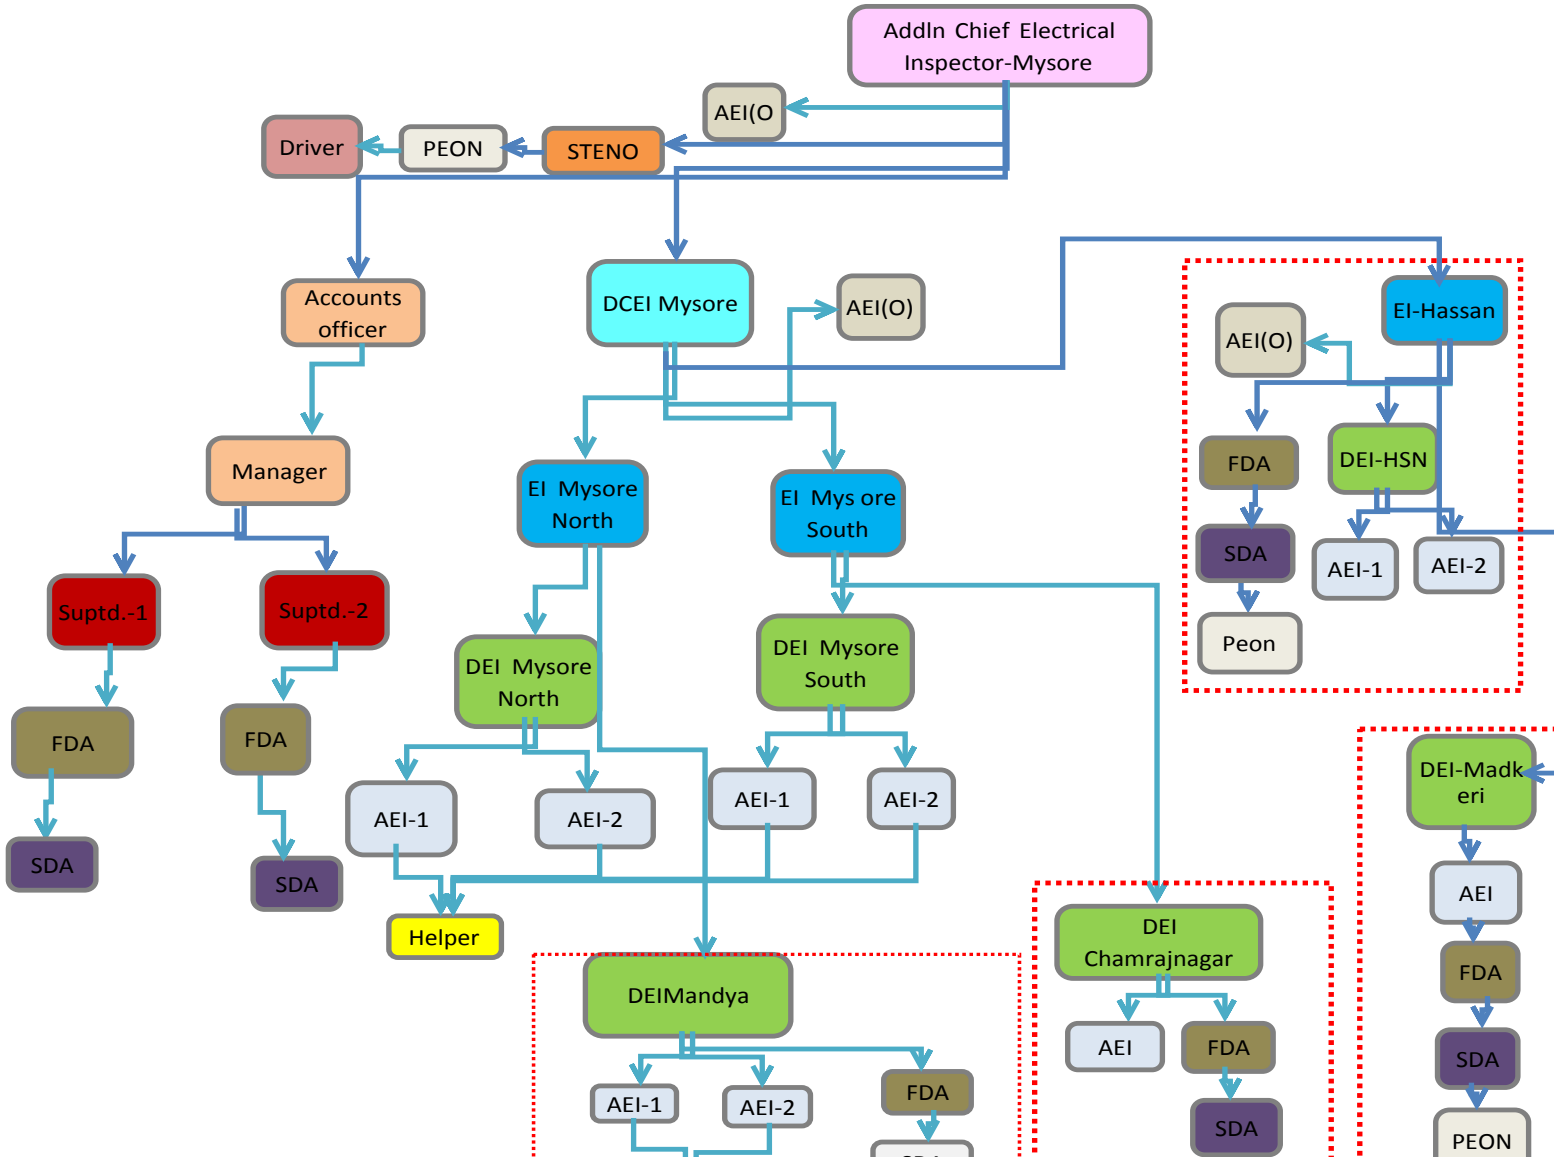 Addln Chief Electrical
Inspector-Mysore
AEI(O
Driver
PEON
STENO
Accounts
officer
DCEI Mysore
AEI(O)
EI-Hassan
AEI(O)
Manager
EI Mysore
North
EI Mys ore
South
FDA
DEI-HSN
SDA
AEI-1
AEI-2
Suptd.-1
Suptd.-2
Peon
DEI Mysore
North
DEI Mysore
South
FDA
FDA
DEI-Madk
eri
AEI-1
AEI-2
AEI-1
AEI-2
SDA
SDA
AEI
Helper
DEI
Chamrajnagar
FDA
DEIMandya
AEI
FDA
SDA
AEI-1
AEI-2
FDA
SDA
PEON